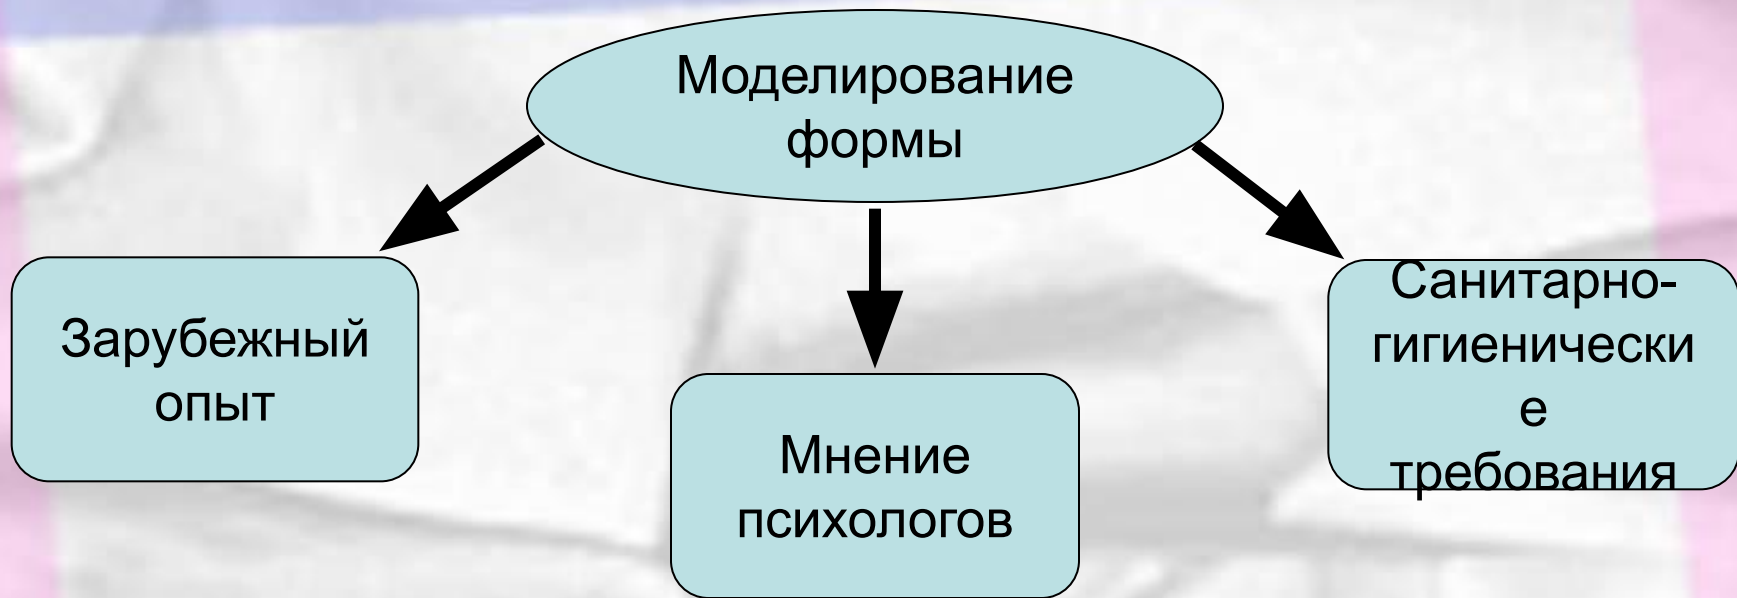 Моделирование
формы
Зарубежный
опыт
Мнение
психологов
Санитарно-
гигиенически
е
требования